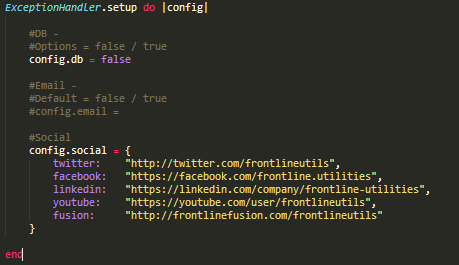 ExceptionHandler.setup do |config|
#DB -
#Options = false / true
config.db = false
#Email -
#Default = false / true
#config.email =
#Social
config.social = {
twitter: "http://twitter.com/frontlineutils",
facebook: "https://facebook.com/frontline.utilities",
linkedin: "https://linkedin.com/company/frontline-utilities",
youtube: "https://youtube.com/user/frontlineutils",
fusion: "http://frontlinefusion.com/frontlineutils"
}
end